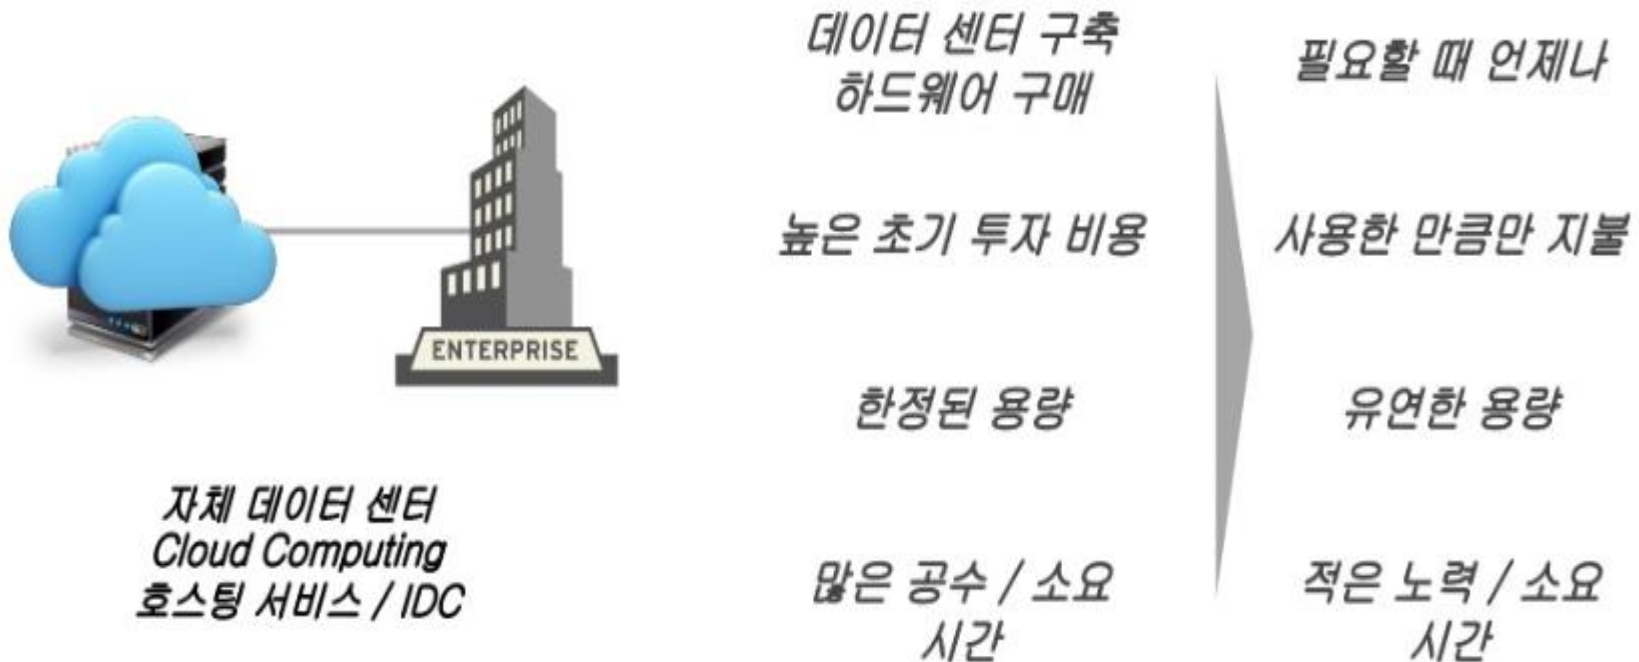 ENTERPRISE
자체 데이터 센터
Cloud Computing
호스팅 서비스 / IDC
데이터 센터 구축
하드웨어 구매
필요할 때 언제나
높은 초기 투자 비용
사용한 만큼만 지불
한정된 용량
유연한 용량
많은 공수 / 소요
시간
적은 노력 / 소요
시간